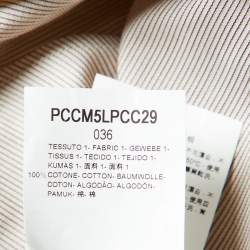 PCCM5LPCC29
036
TESSUTO 1- FABRIC 1- GEWEBE 1-
TISSUS 1- TECIDO 1- TEJIDO 1-
KUMAS 1- 面料 1- 面料 1-
100% COTONE- COTTON- BAUMWOLLE-
COTON- ALGODÃO- ALGODÓN-
PAMUK- 棉- 棉